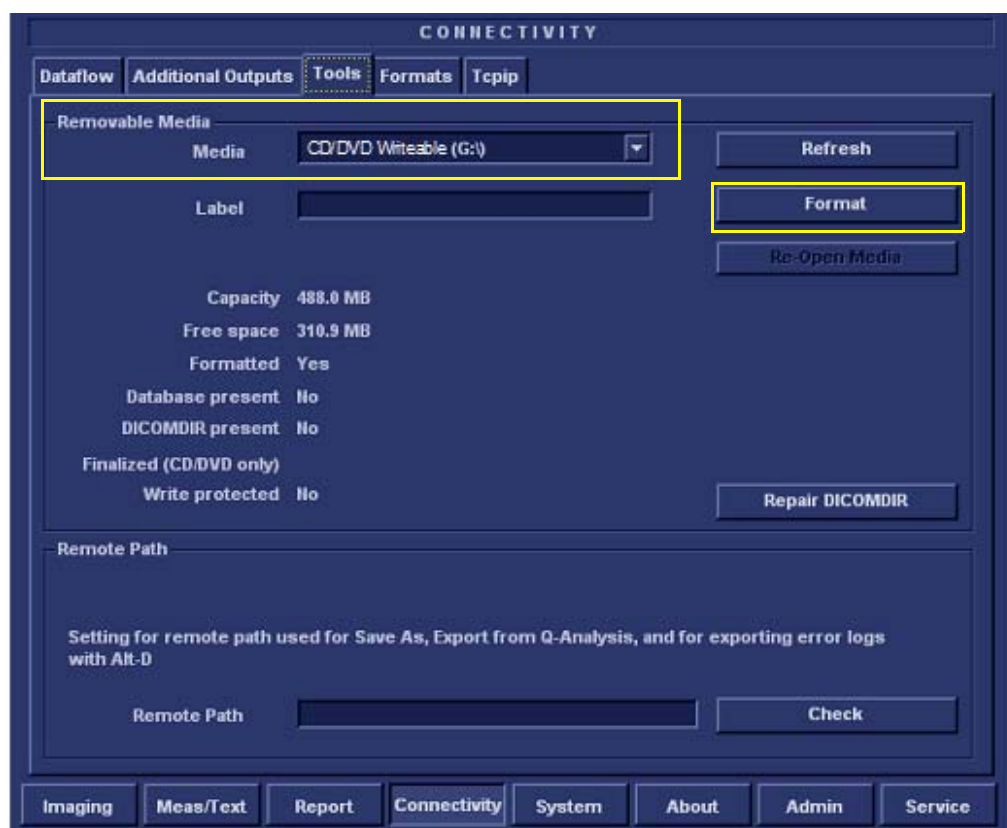 CONNECTIVITY
Dataflow Additional Outputs Tools Formats Tcpip
Removable Media
Media CD/DVD Writeable (G:\) Refresh
Label Format
Re-Open Media
Capacity 488.0 MB
Free space 310.9 MB
Formatted Yes
Database present No
DICOMDIR present No
Finalized (CD/DVD only)
Write protected No Repair DICOMDIR
Remote Path
Setting for remote path used for Save As, Export from Q-Analysis, and for exporting error logs
with Alt-D
Remote Path Check
Imaging Meas/Text Report Connectivity System About Admin Service